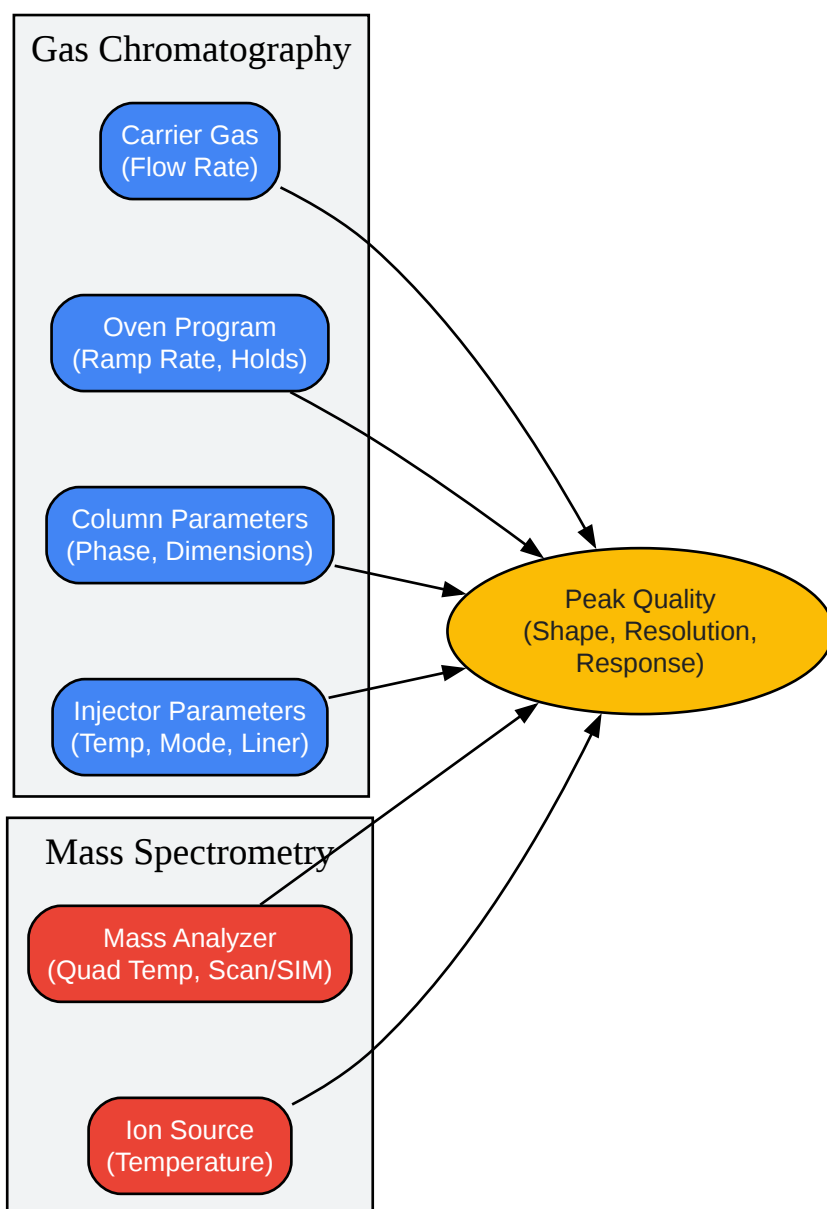 Gas Chromatography
Carrier Gas
(Flow Rate)
Oven Program
(Ramp Rate, Holds)
Column Parameters
(Phase, Dimensions)
Injector Parameters
(Temp, Mode, Liner)
Peak Quality
(Shape, Resolution,
Response)
Mass Spectrometry
Mass Analyzer
(Quad Temp, Scan/SIM)
Ion Source
(Temperature)